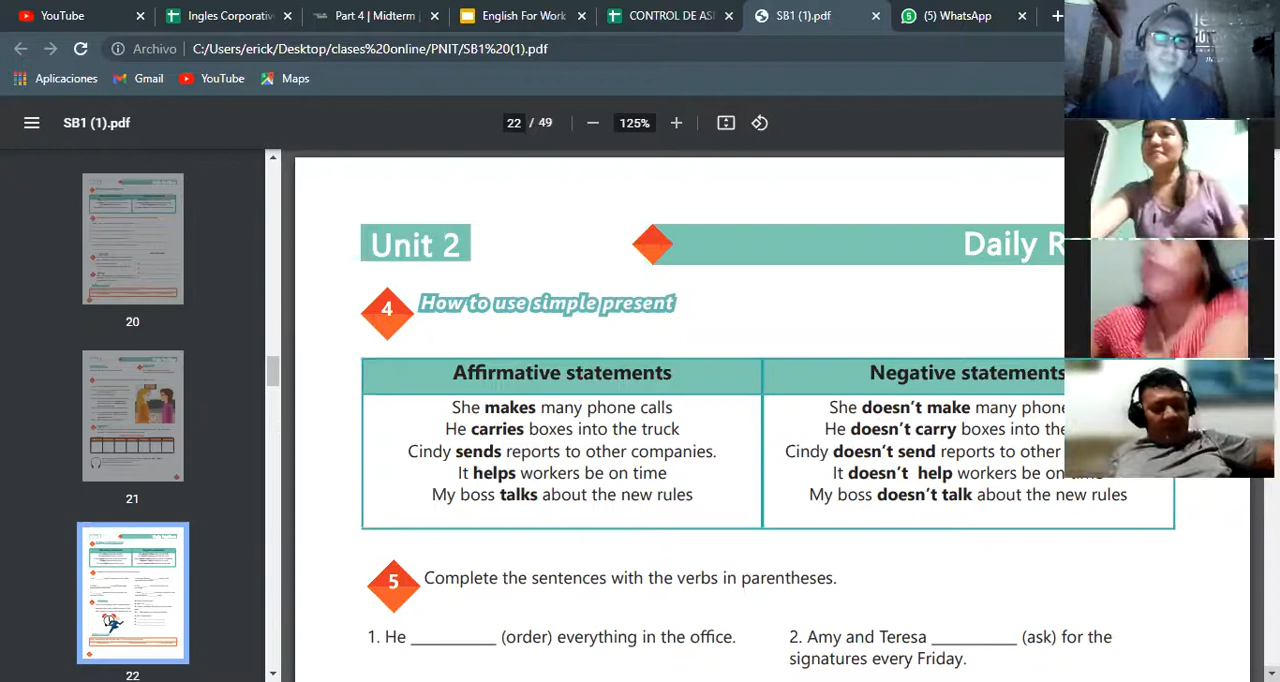 YouTube
Ingles Corporativ
Part 4 | Midterm
English For Work
CONTROL DE ASI
SB1 (1).pdf
(5) WhatsApp
Archivo
C:/Users/erick/Desktop/clases%20online/PNIT/SB1%20(1).pdf
Aplicaciones
Gmail
YouTube
Maps
SB1 (1).pdf
22 / 49
125%
20
21
22
Unit 2
Daily R
4
How to use simple present
Affirmative statements
She makes many phone calls
He carries boxes into the truck
Cindy sends reports to other companies.
It helps workers be on time
My boss talks about the new rules
Negative statements
She doesn't make many phone
He doesn't carry boxes into the
Cindy doesn't send reports to other
It doesn't help workers be on time
My boss doesn't talk about the new rules
5
Complete the sentences with the verbs in parentheses.
1. He __________ (order) everything in the office.
2. Amy and Teresa __________ (ask) for the
signatures every Friday.